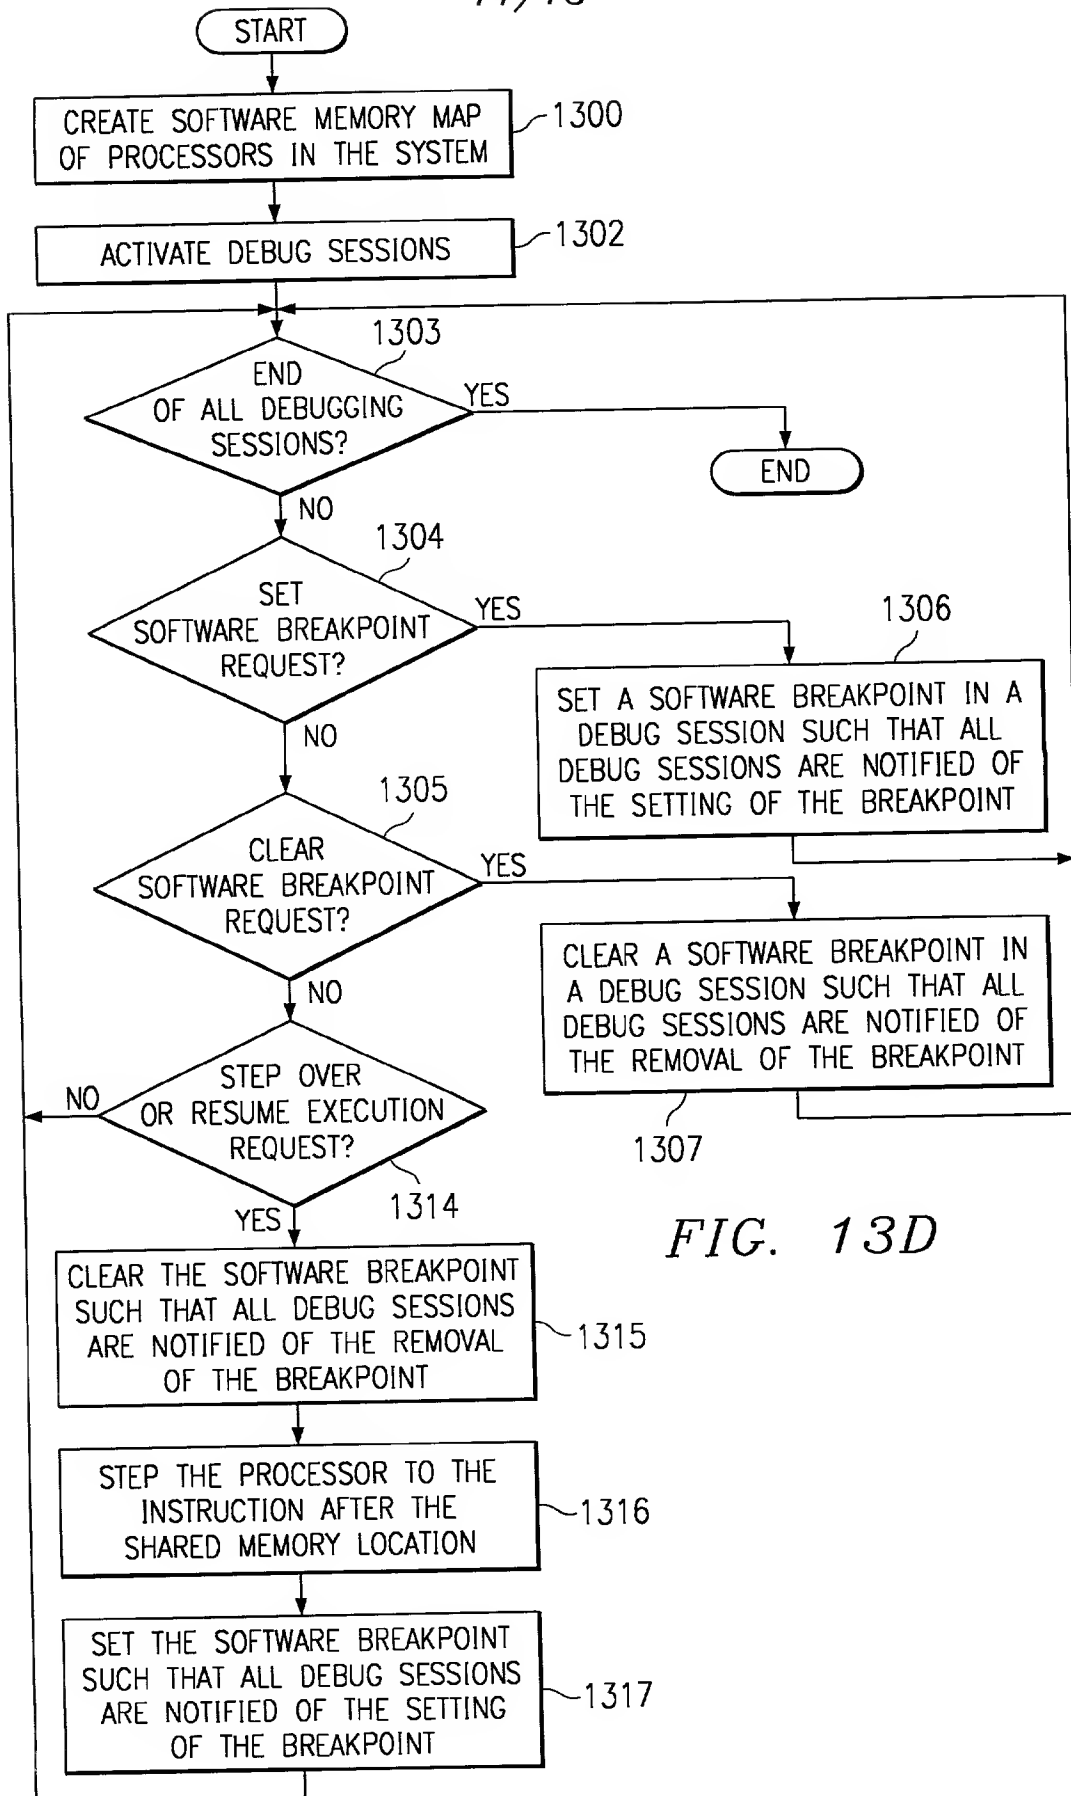 START
CREATE SOFTWARE MEMORY MAP
OF PROCESSORS IN THE SYSTEM
1300
ACTIVATE DEBUG SESSIONS
1302
1303
END
OF ALL DEBUGGING
SESSIONS?
YES
END
NO
1304
SET
SOFTWARE BREAKPOINT
REQUEST?
YES
1306
SET A SOFTWARE BREAKPOINT IN A
DEBUG SESSION SUCH THAT ALL
DEBUG SESSIONS ARE NOTIFIED OF
THE SETTING OF THE BREAKPOINT
NO
1305
CLEAR
SOFTWARE BREAKPOINT
REQUEST?
YES
CLEAR A SOFTWARE BREAKPOINT IN
A DEBUG SESSION SUCH THAT ALL
DEBUG SESSIONS ARE NOTIFIED OF
THE REMOVAL OF THE BREAKPOINT
1307
NO
STEP OVER
OR RESUME EXECUTION
REQUEST?
NO
1314
YES
FIG. 13D
CLEAR THE SOFTWARE BREAKPOINT
SUCH THAT ALL DEBUG SESSIONS
ARE NOTIFIED OF THE REMOVAL
OF THE BREAKPOINT
1315
STEP THE PROCESSOR TO THE
INSTRUCTION AFTER THE
SHARED MEMORY LOCATION
1316
SET THE SOFTWARE BREAKPOINT
SUCH THAT ALL DEBUG SESSIONS
ARE NOTIFIED OF THE SETTING
OF THE BREAKPOINT
1317